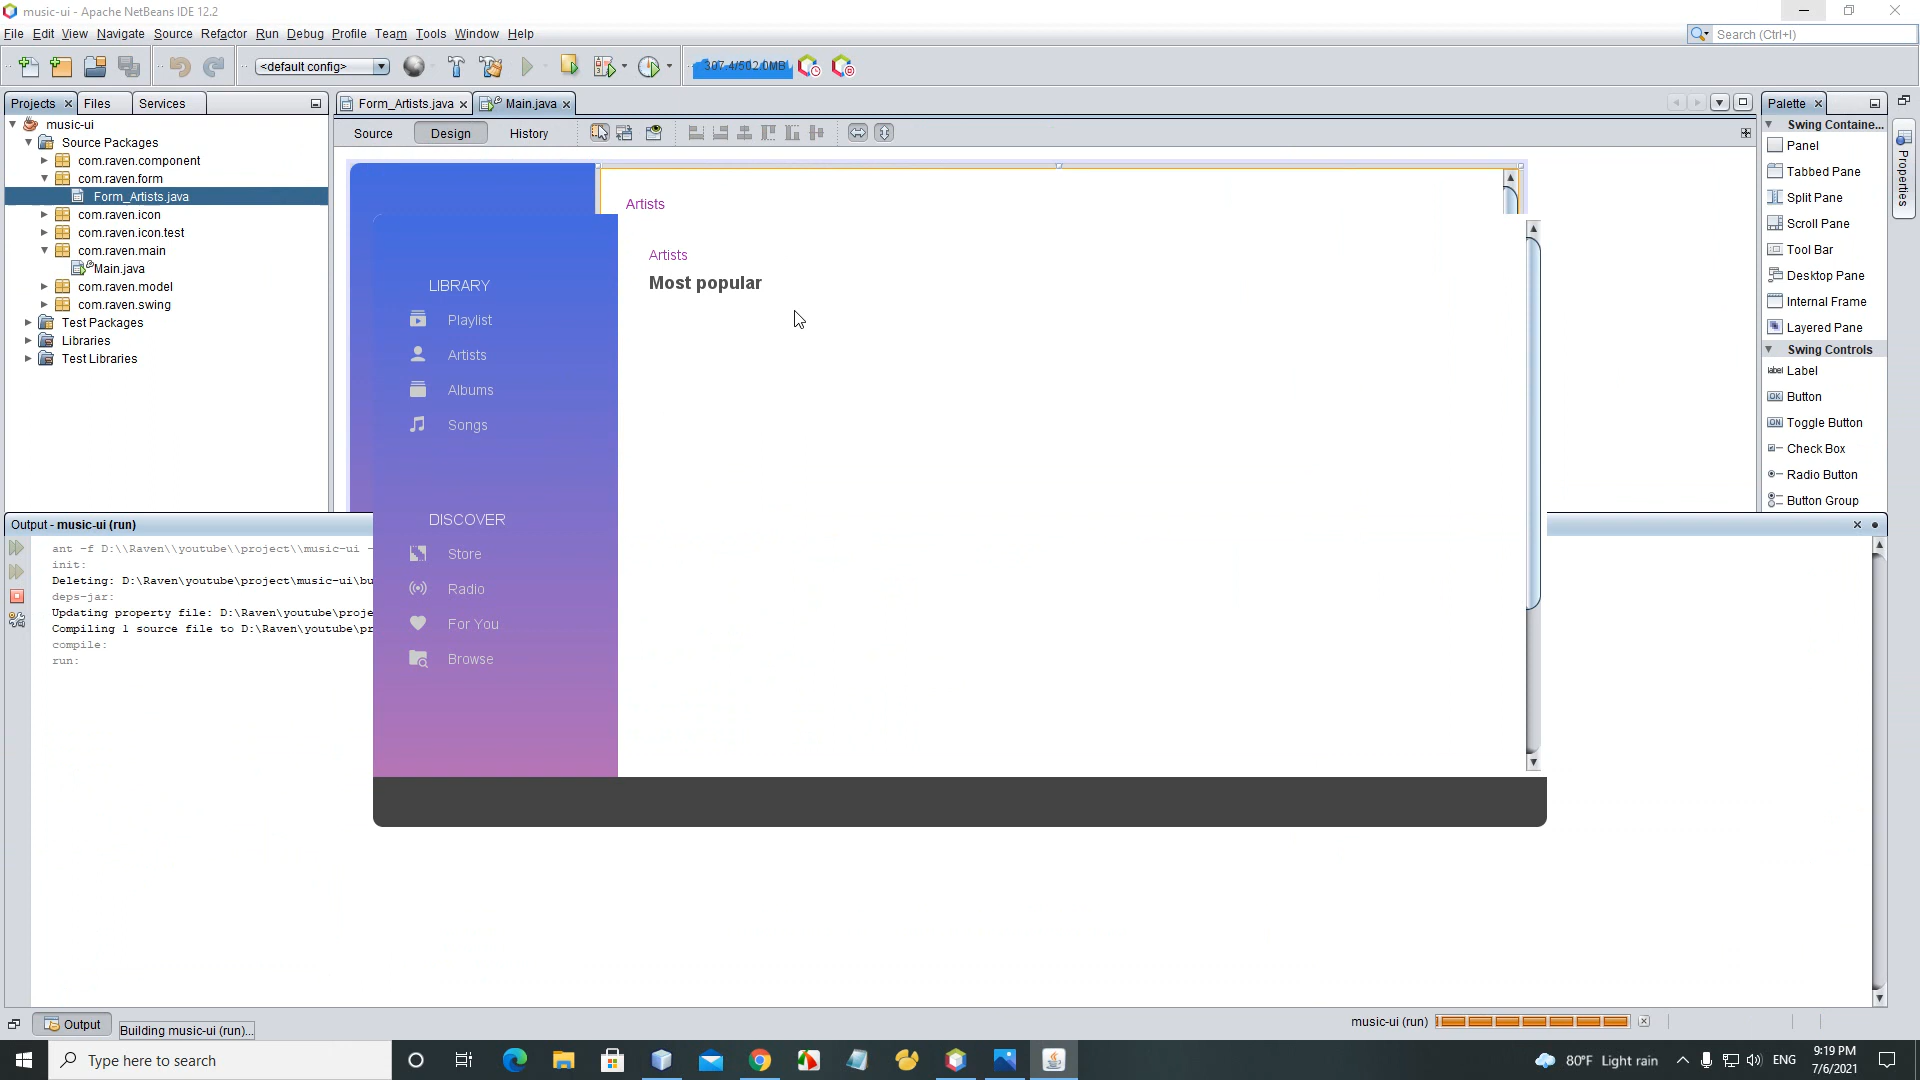 music-ui - Apache NetBeans IDE 12.2
File Edit View Navigate Source Refactor Run Debug Profile Team Tools Window Help
Search (Ctrl+I)
<default config>
307.4/502.0MB
Projects Files Services
Form_Artists.java Main.java
Palette
Source Design History
music-ui
Source Packages
com.raven.component
com.raven.form
Form_Artists.java
com.raven.icon
com.raven.icon.test
com.raven.main
Main.java
com.raven.model
com.raven.swing
Test Packages
Libraries
Test Libraries
Artists
LIBRARY
Playlist
Artists
Albums
Songs
DISCOVER
Store
Radio
For You
Browse
Artists
Most popular
Swing Containe...
Panel
Tabbed Pane
Split Pane
Scroll Pane
Tool Bar
Desktop Pane
Internal Frame
Layered Pane
Swing Controls
label Label
OK Button
ON Toggle Button
Check Box
Radio Button
Button Group
Properties
Output - music-ui (run)
ant -f D:\\Raven\\youtube\\project\\music-ui -
init:
Deleting: D:\Raven\youtube\project\music-ui\bu
deps-jar:
Updating property file: D:\Raven\youtube\proje
Compiling 1 source file to D:\Raven\youtube\pr
compile:
run:
Output
Building music-ui (run)...
music-ui (run)
Type here to search
80°F Light rain
ENG
9:19 PM
7/6/2021